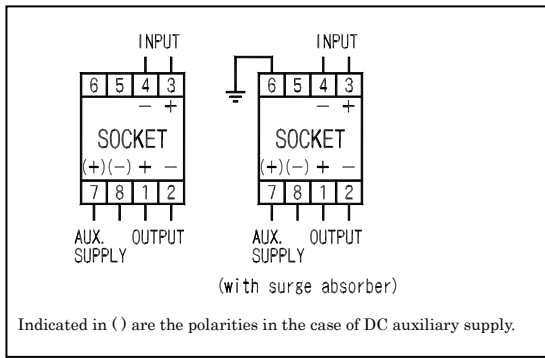 INPUT INPUT
6 5 4 3 6 5 4 3
− + − +
SOCKET SOCKET
(+)(−) + − (+)(−) + −
7 8 1 2 7 8 1 2
AUX. OUTPUT AUX. OUTPUT
SUPPLY SUPPLY
(with surge absorber)
Indicated in ( ) are the polarities in the case of DC auxiliary supply.